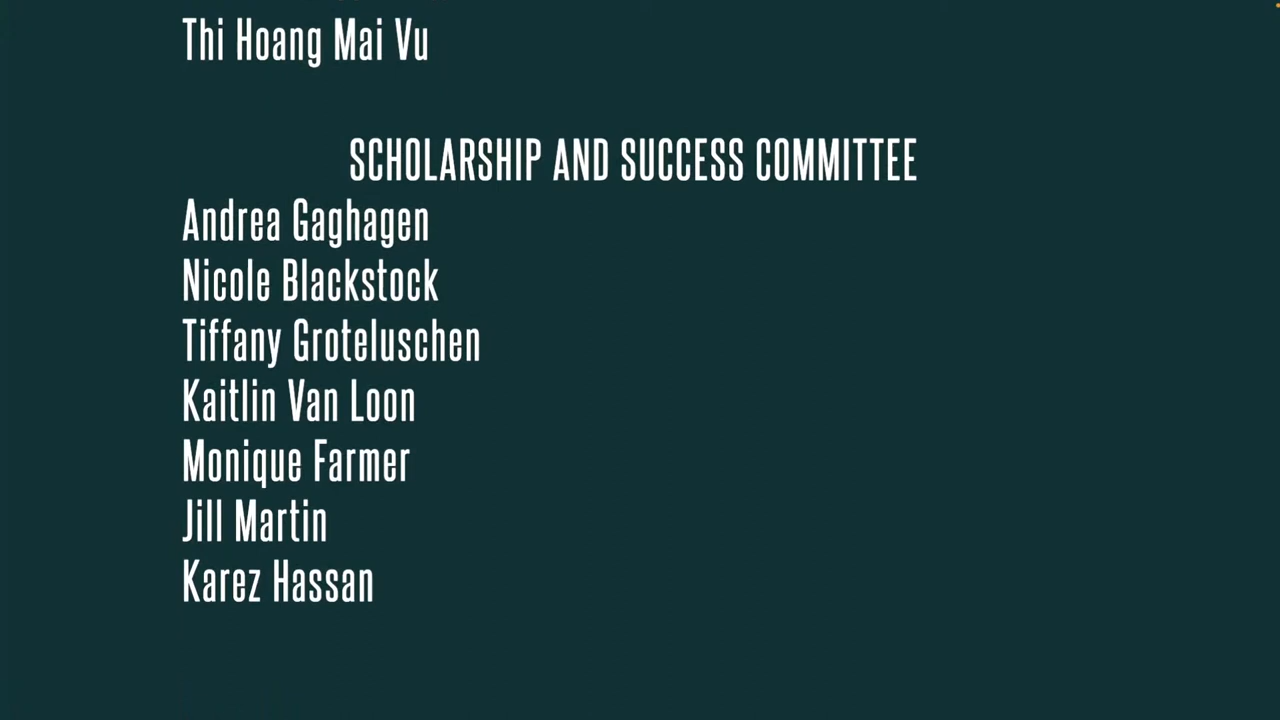 Thi Hoang Mai Vu
SCHOLARSHIP AND SUCCESS COMMITTEE
Andrea Gaghagen
Nicole Blackstock
Tiffany Groteluschen
Kaitlin Van Loon
Monique Farmer
Jill Martin
Karez Hassan